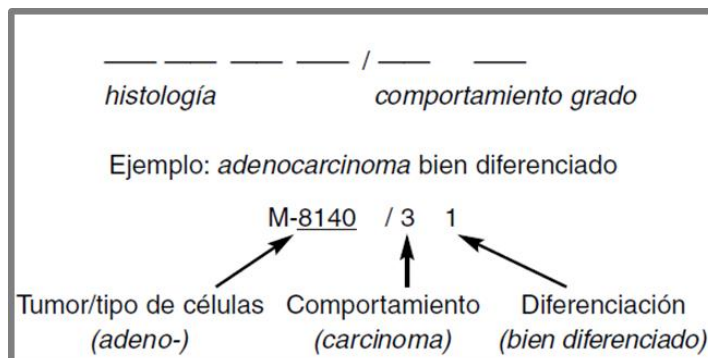 ___ ___ ___ ___ / ___ ___
histología comportamiento grado
Ejemplo: adenocarcinoma bien diferenciado
M-8140 / 3 1
Tumor/tipo de células Comportamiento Diferenciación
(adeno-) (carcinoma) (bien diferenciado)